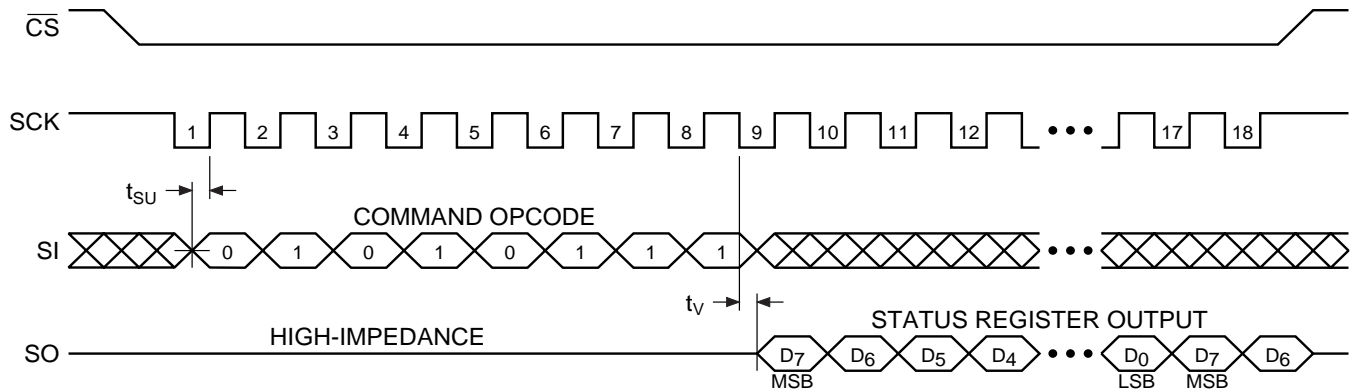 CS
SCK 1 2 3 4 5 6 7 8 9 10 11 12 ••• 17 18
tSU
COMMAND OPCODE
SI 0 1 0 1 0 1 1 1 •••
tV
HIGH-IMPEDANCE STATUS REGISTER OUTPUT
SO D7 D6 D5 D4 ••• D0 D7 D6
MSB LSB MSB